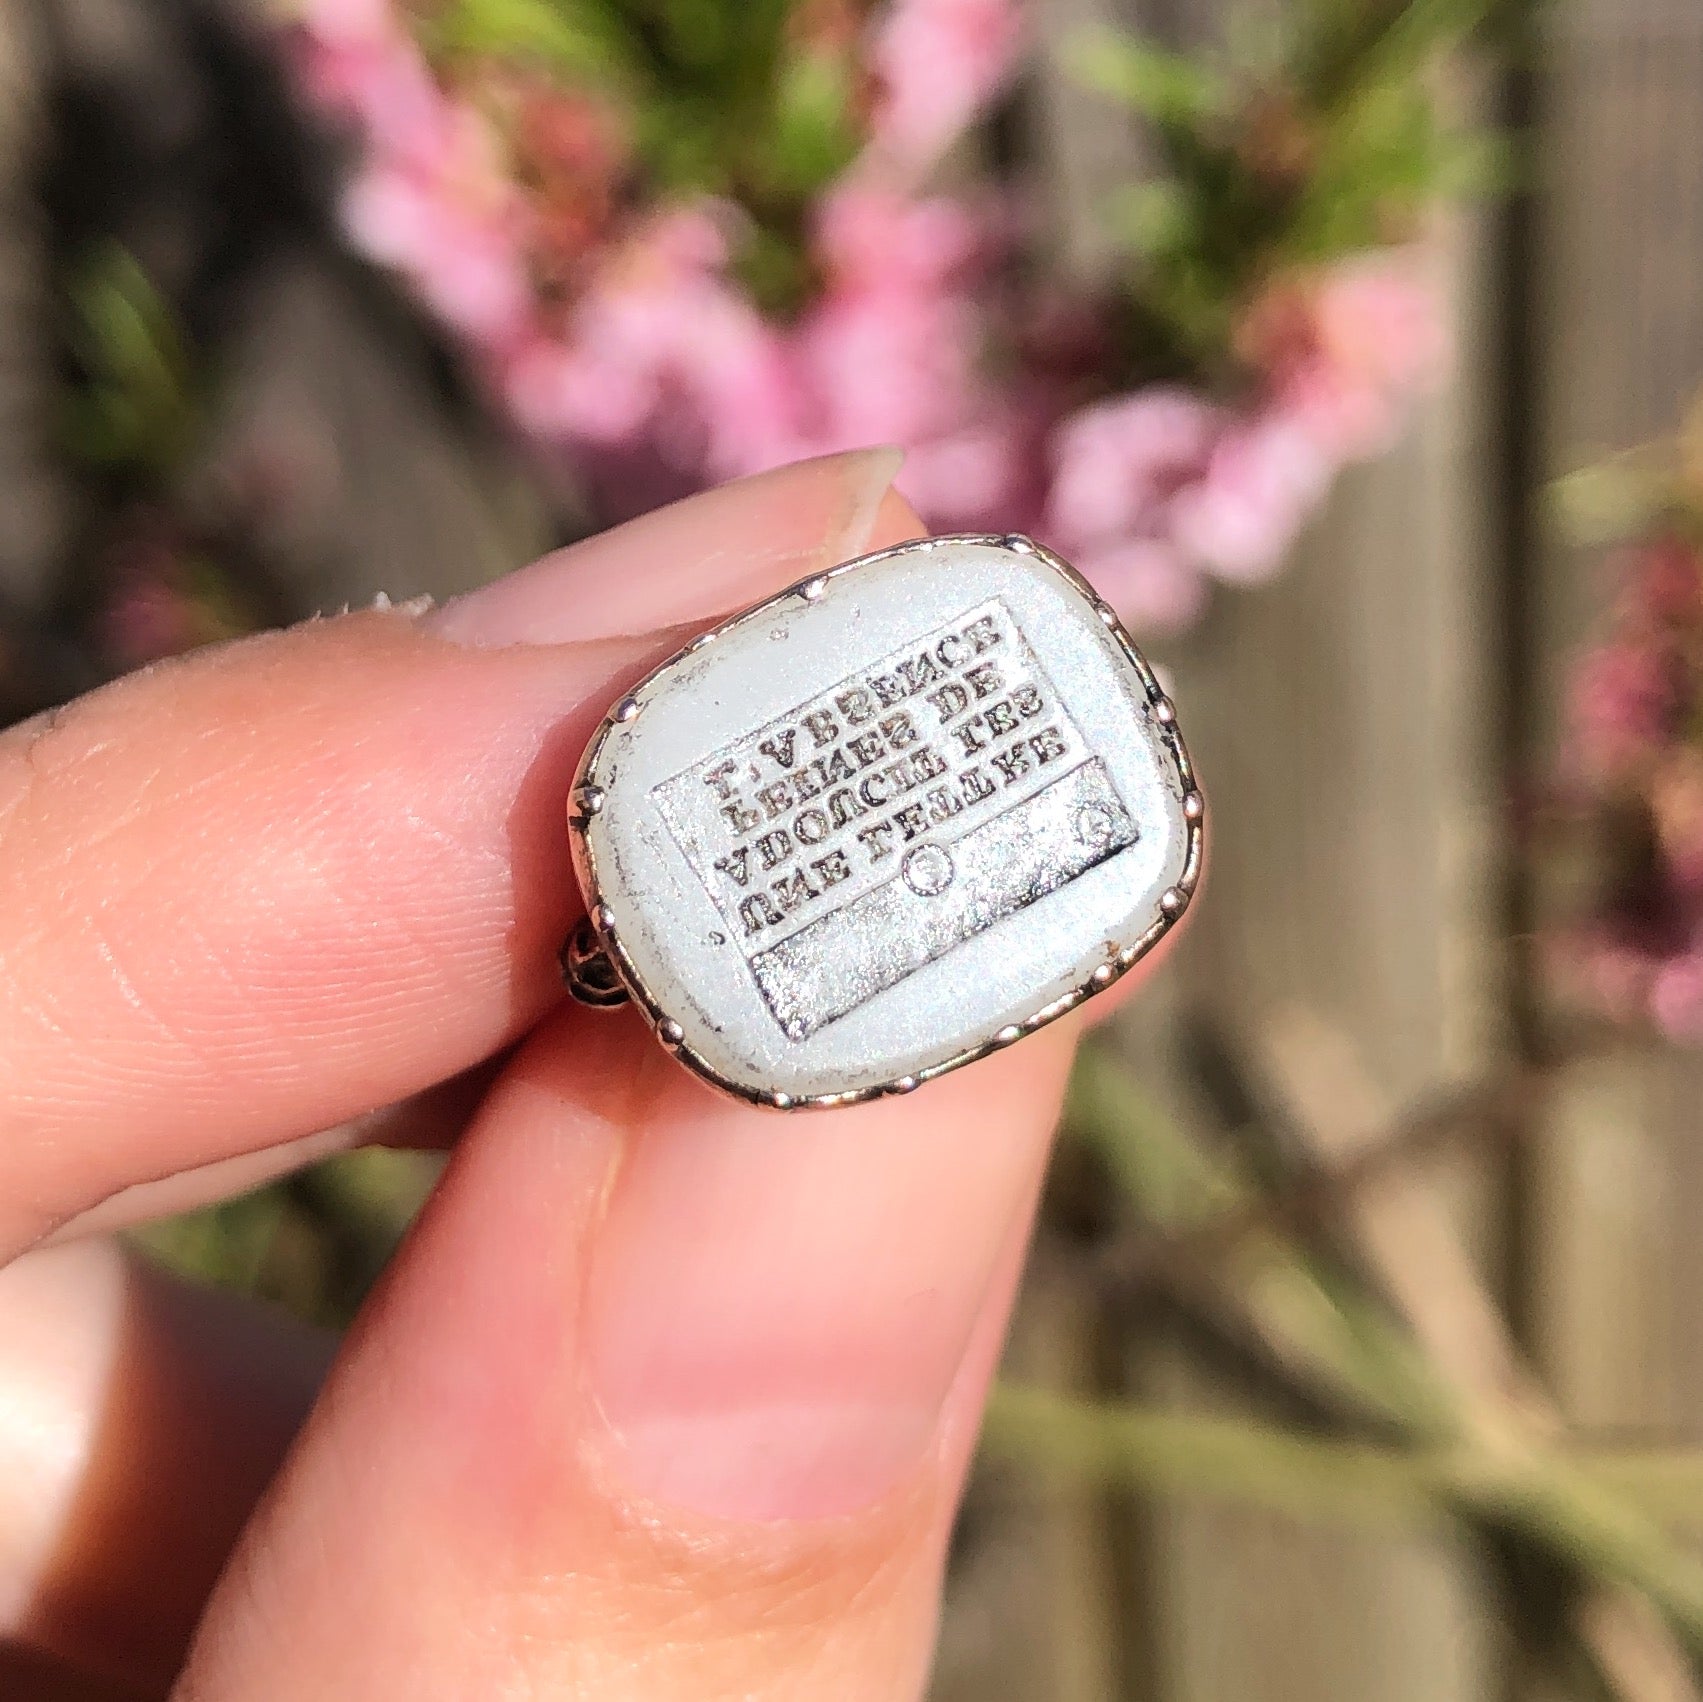 UNE LETTRE
ADOUCIT LES
PEINES DE
L'ABSENCE